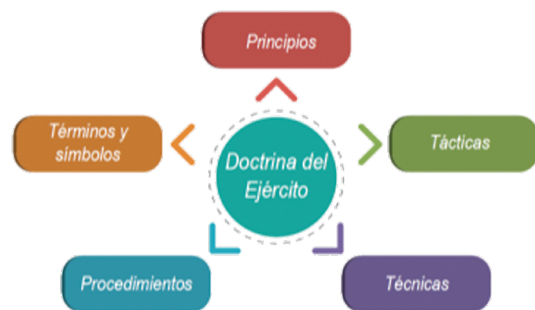 Principios
Términos y
símbolos
Doctrina del
Ejército
Tácticas
Procedimientos
Técnicas